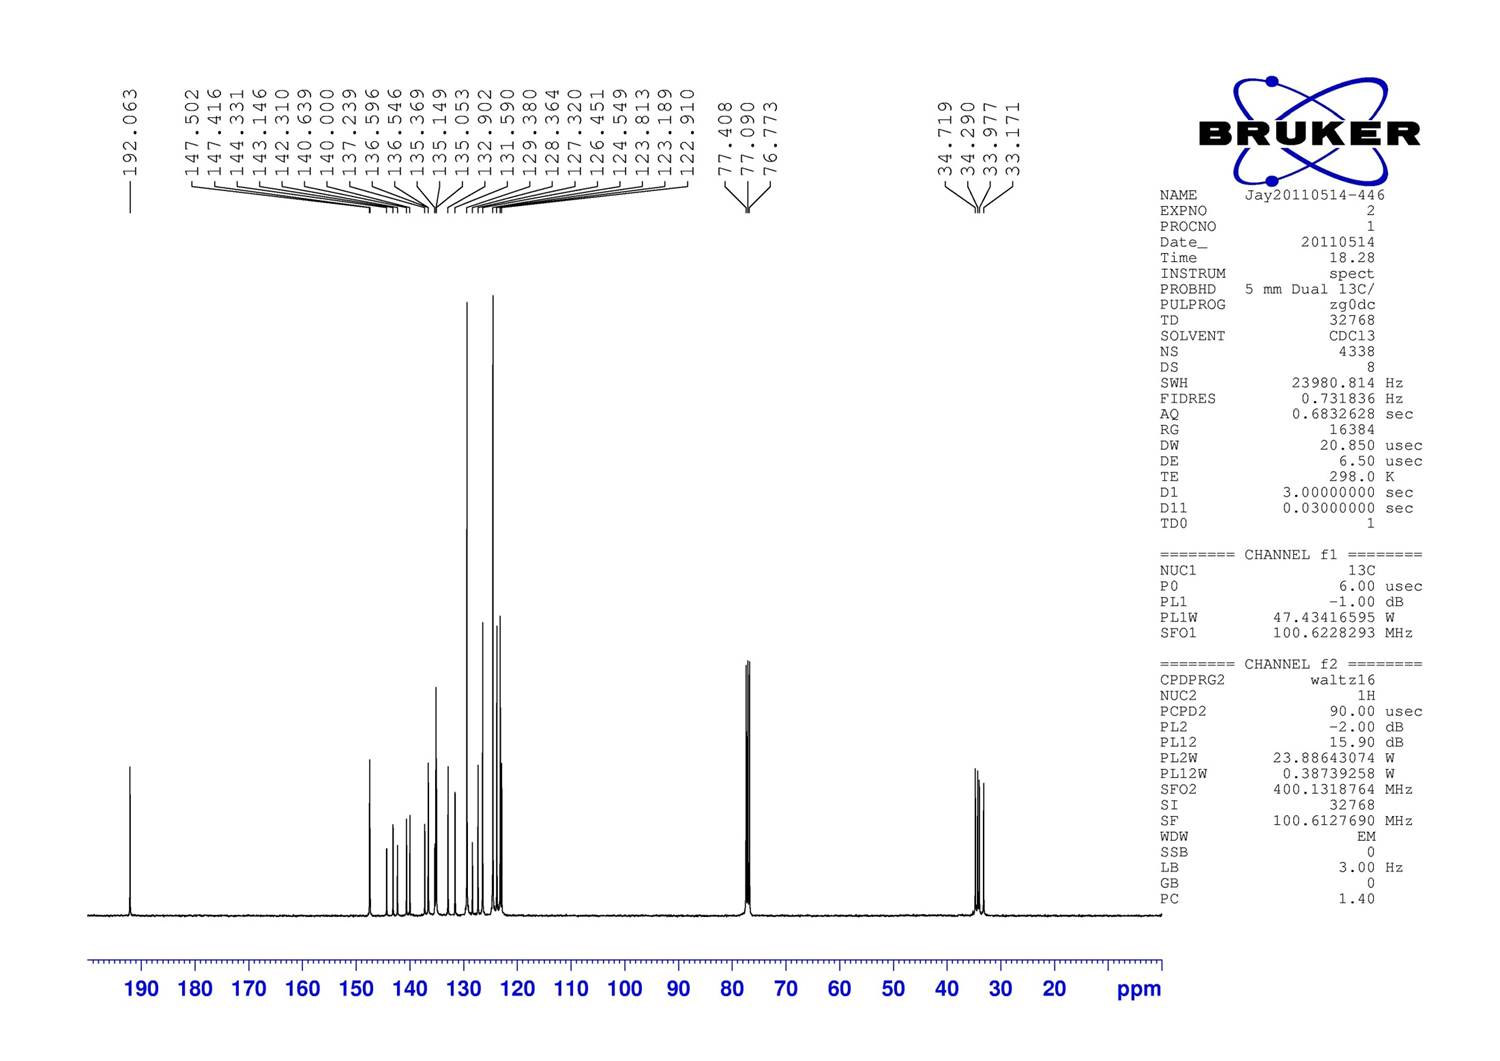 192.063
147.502
147.416
144.331
143.146
142.310
140.639
140.000
137.239
136.596
136.546
135.369
135.149
135.053
132.902
131.590
129.380
128.364
127.320
126.451
124.549
123.813
123.189
122.910
77.408
77.090
76.773
34.719
34.290
33.977
33.171
BRUKER
NAME Jay20110514-446
EXPNO 2
PROCNO 1
Date_ 20110514
Time 18.28
INSTRUM spect
PROBHD 5 mm Dual 13C/
PULPROG zg0dc
TD 32768
SOLVENT CDCl3
NS 4338
DS 8
SWH 23980.814 Hz
FIDRES 0.731836 Hz
AQ 0.6832628 sec
RG 16384
DW 20.850 usec
DE 6.50 usec
TE 298.0 K
D1 3.00000000 sec
D11 0.03000000 sec
TD0 1
======== CHANNEL f1 ========
NUC1 13C
P0 6.00 usec
PL1 -1.00 dB
PL1W 47.43416595 W
SFO1 100.6228293 MHz
======== CHANNEL f2 ========
CPDPRG2 waltz16
NUC2 1H
PCPD2 90.00 usec
PL2 -2.00 dB
PL12 15.90 dB
PL2W 23.88643074 W
PL12W 0.38739258 W
SFO2 400.1318764 MHz
SI 32768
SF 100.6127690 MHz
WDW EM
SSB 0
LB 3.00 Hz
GB 0
PC 1.40
190 180 170 160 150 140 130 120 110 100 90 80 70 60 50 40 30 20 ppm